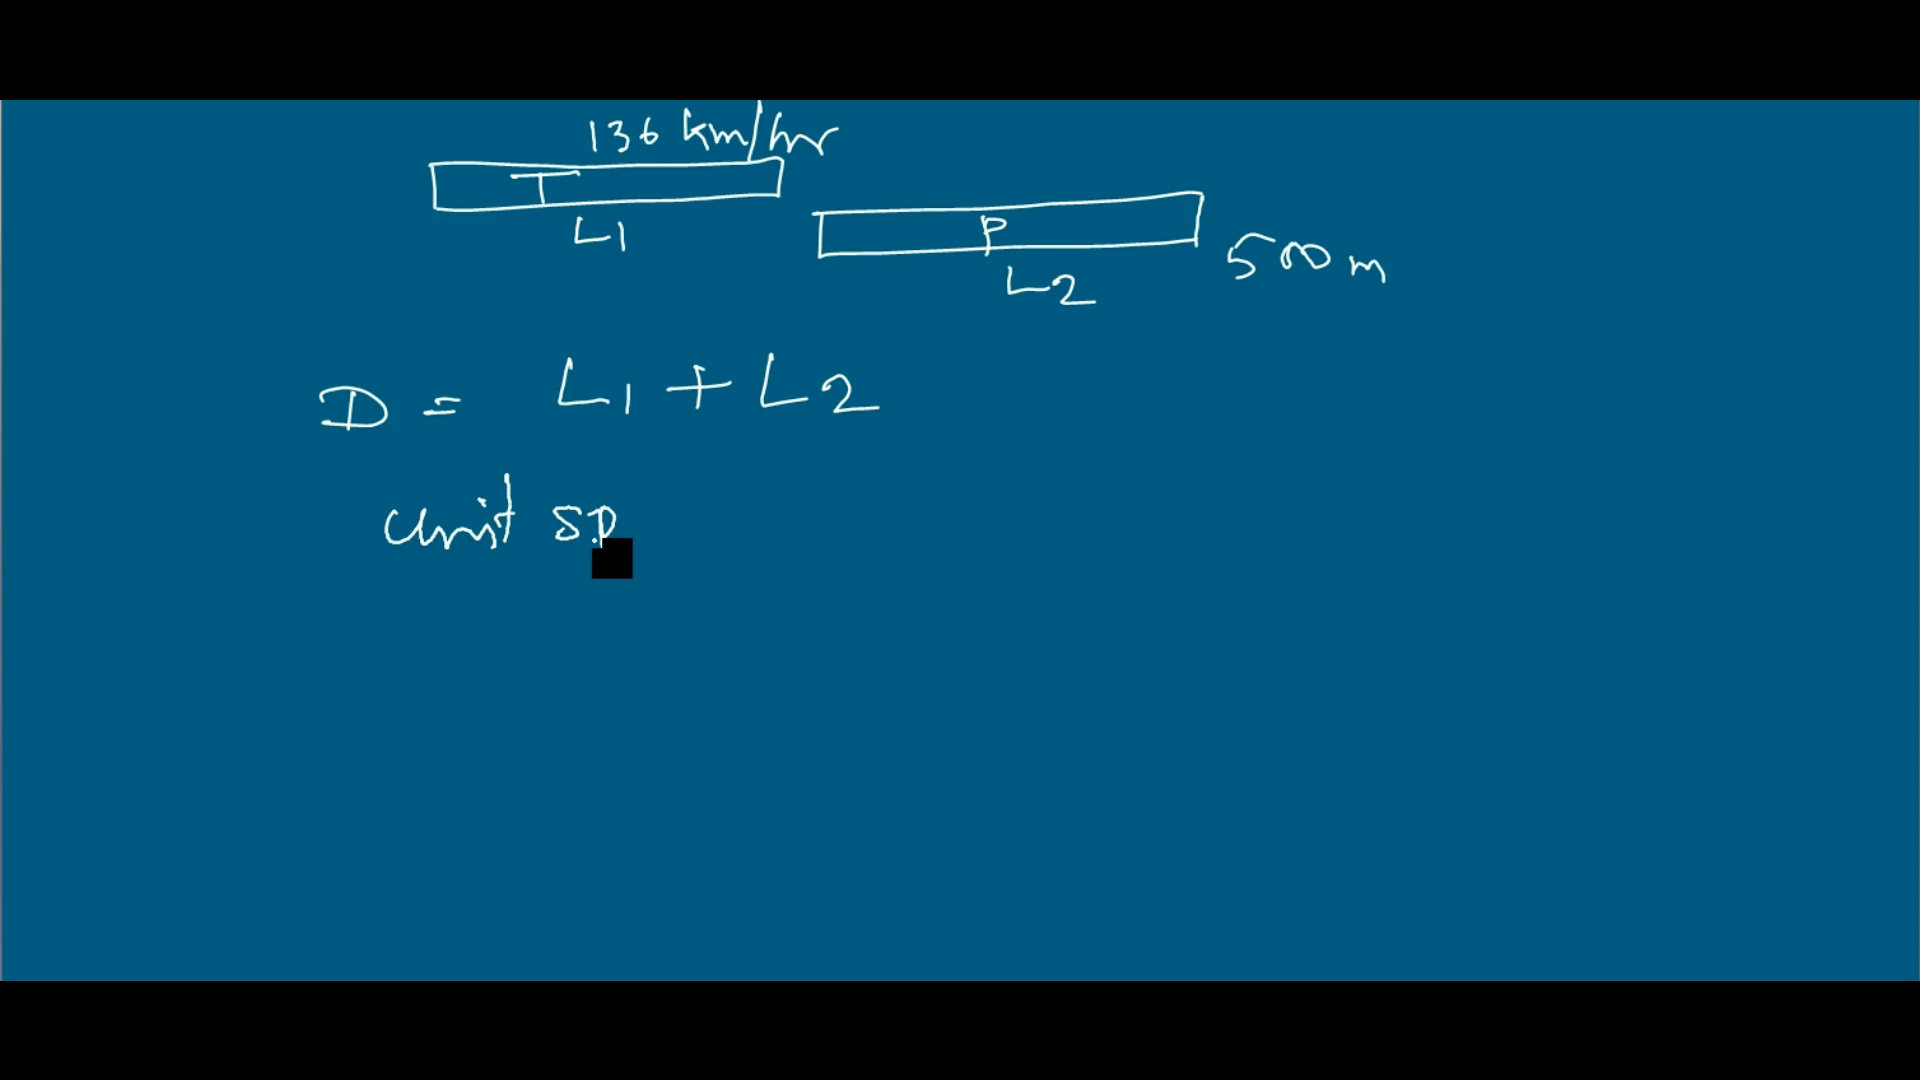 136 km/hr
T
L1
P
L2
500 m
D = L1 + L2
Unit SP